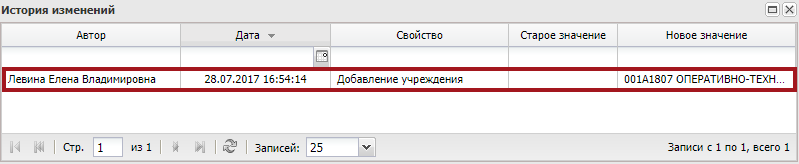 История изменений
Автор Дата Свойство Старое значение Новое значение
Левина Елена Владимировна 28.07.2017 16:54:14 Добавление учреждения 001А1807 ОПЕРАТИВНО-ТЕХН...
Стр. 1 из 1 Записей: 25 Записи с 1 по 1, всего 1